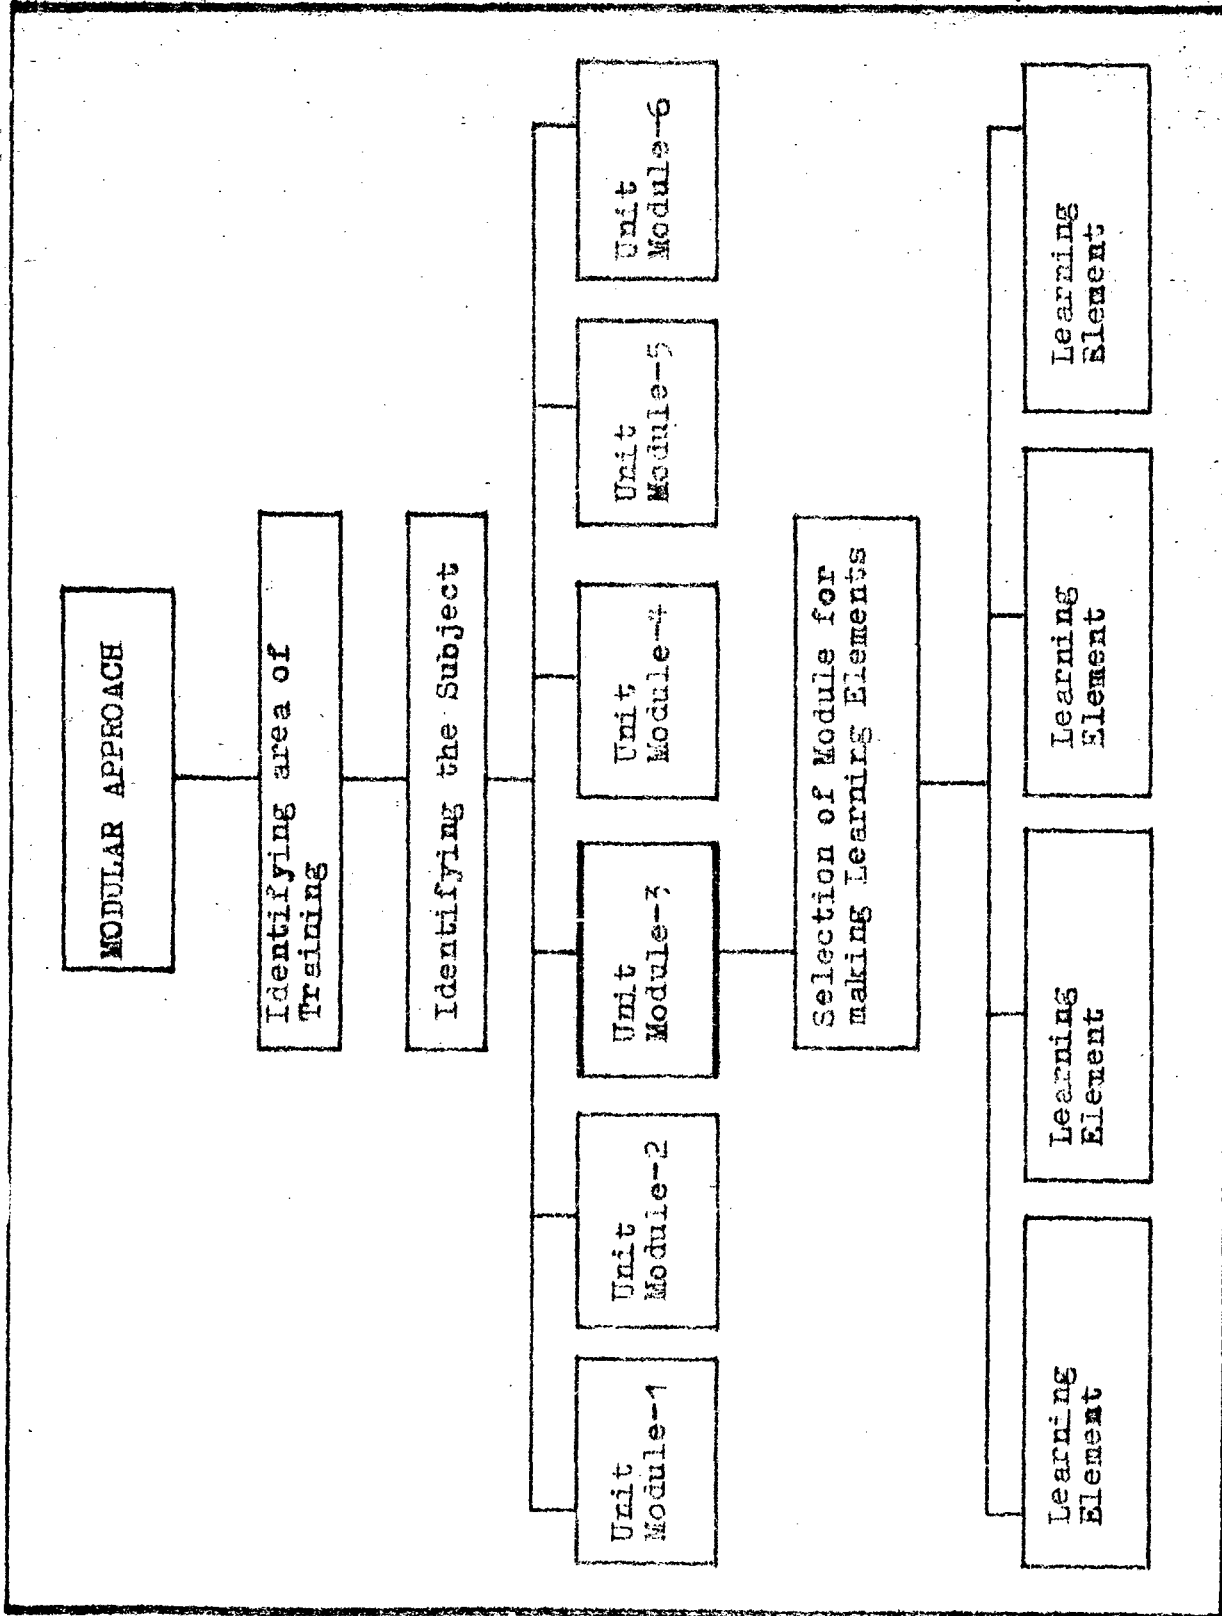 MODULAR APPROACH
Identifying area of
Training
Identifying the Subject
Unit
Module-1
Unit
Module-2
Unit
Module-3
Unit
Module-4
Unit
Module-5
Unit
Module-6
Selection of Module for
making Learning Elements
Learning
Element
Learning
Element
Learning
Element
Learning
Element